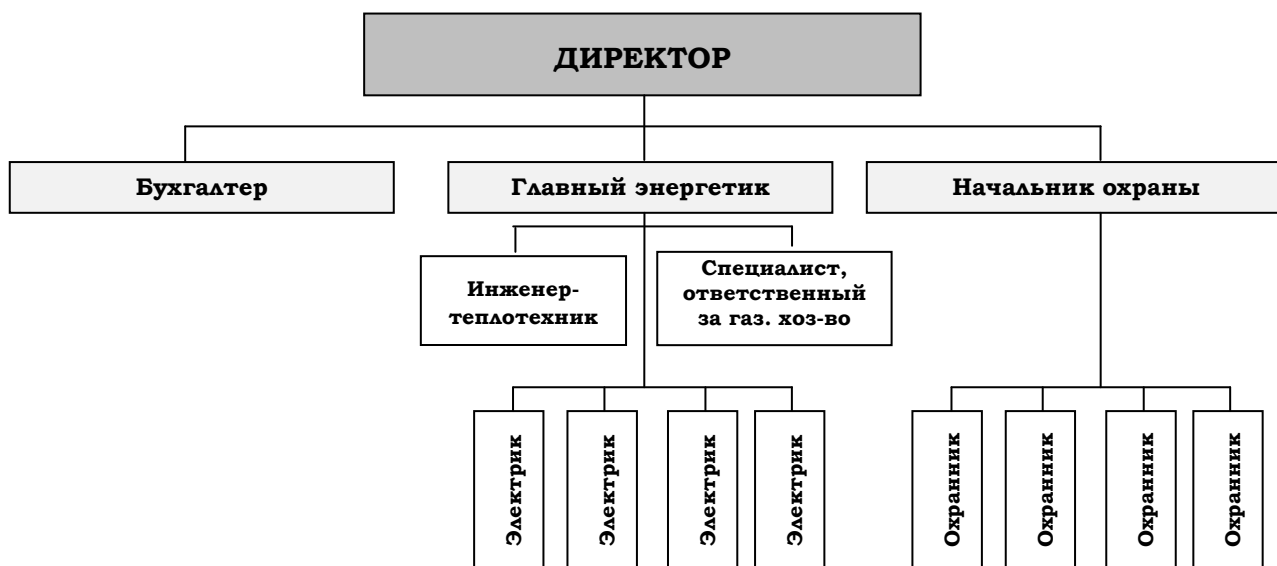 ДИРЕКТОР
Бухгалтер
Главный энергетик
Начальник охраны
Инженер-
теплотехник
Специалист,
ответственный
за газ. хоз-во
Электрик
Электрик
Электрик
Электрик
Охранник
Охранник
Охранник
Охранник